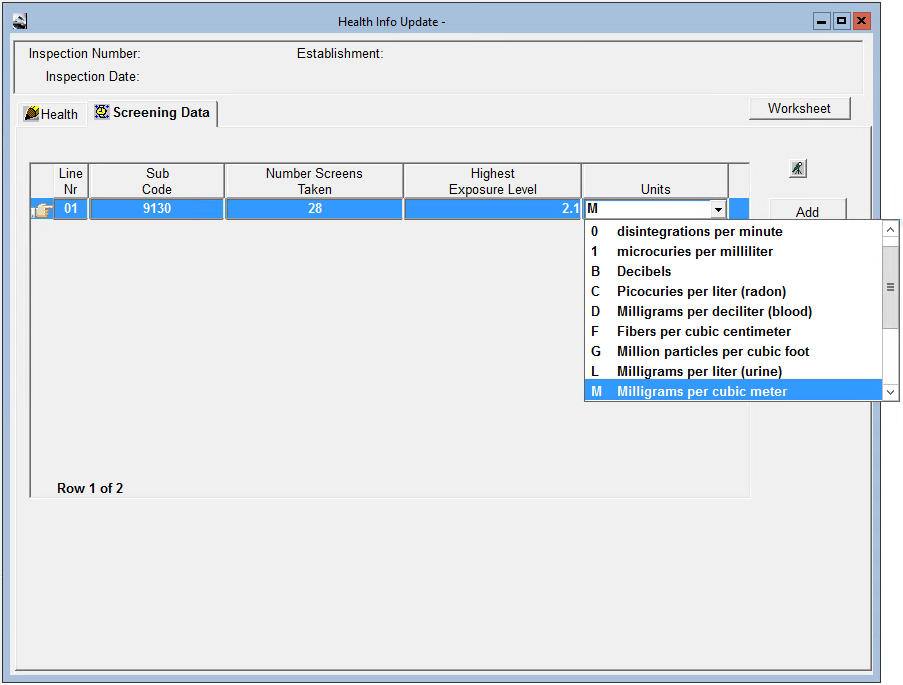 Health Info Update -
Inspection Number: Establishment:
Inspection Date:
Health Screening Data Worksheet
Line Nr Sub Code Number Screens Taken Highest Exposure Level Units
01 9130 28 2.1 M
Add
0 disintegrations per minute
1 microcuries per milliliter
B Decibels
C Picocuries per liter (radon)
D Milligrams per deciliter (blood)
F Fibers per cubic centimeter
G Million particles per cubic foot
L Milligrams per liter (urine)
M Milligrams per cubic meter
Row 1 of 2